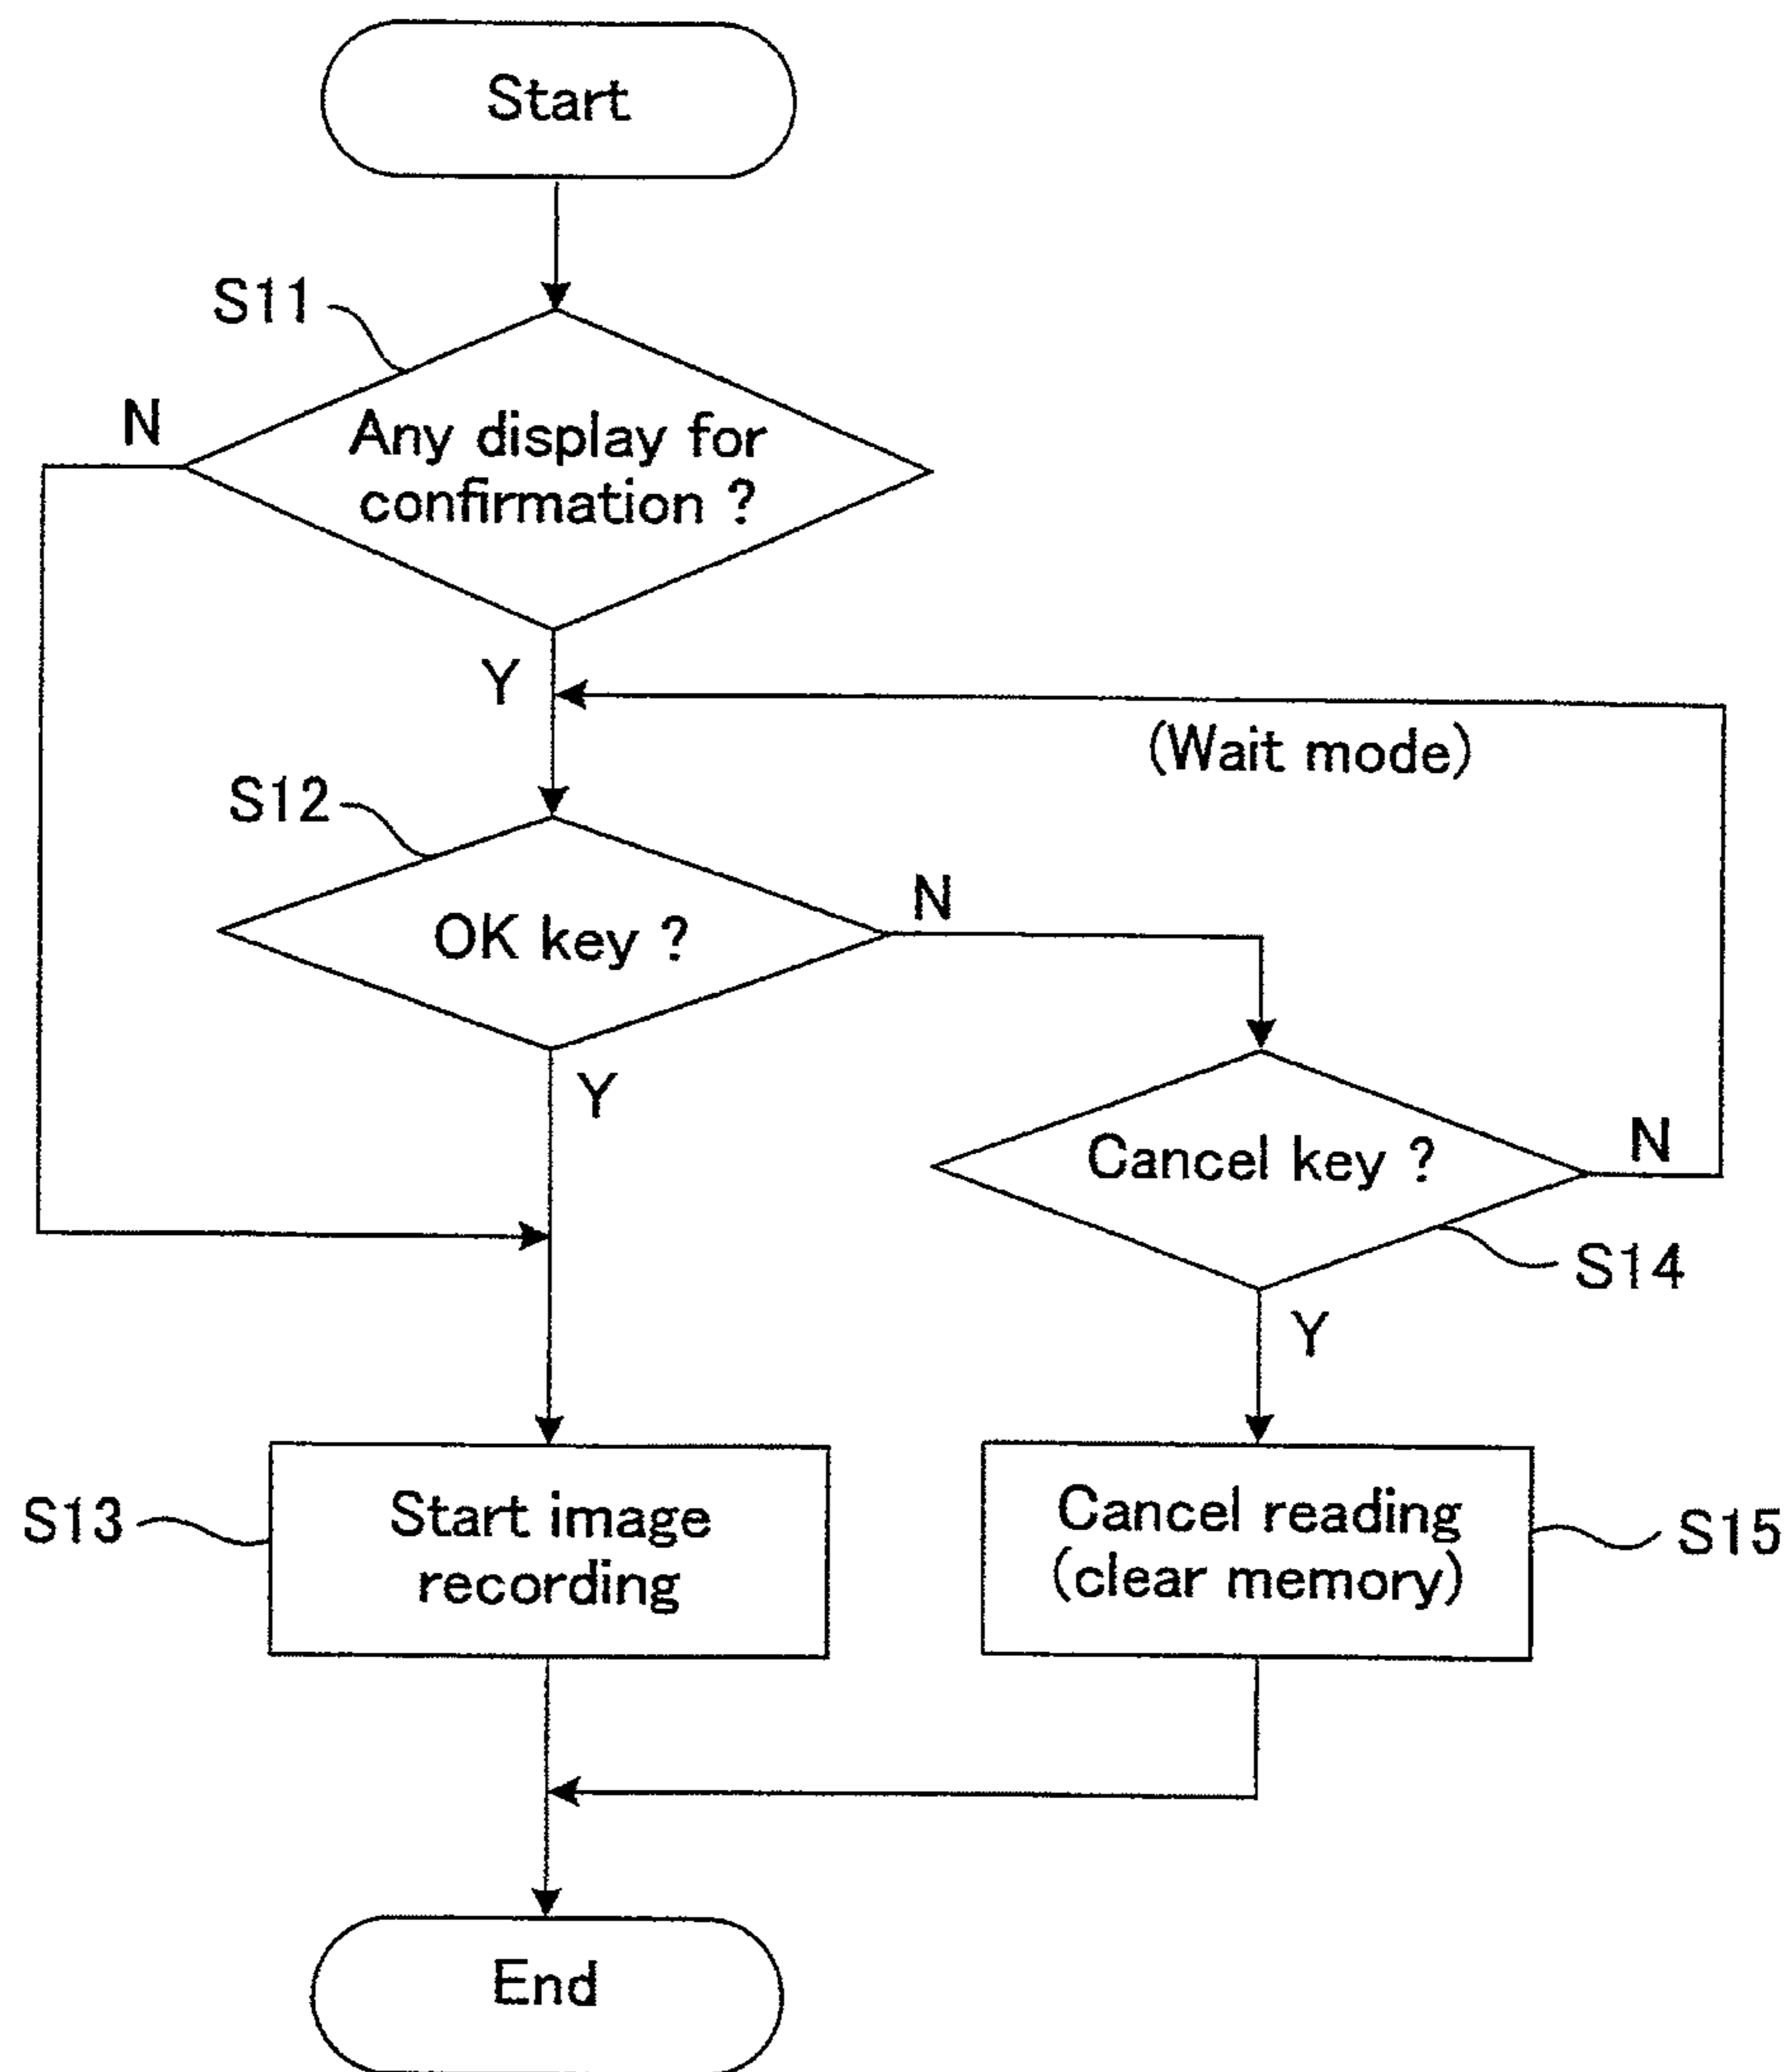 Start
S11
N
Any display for
confirmation ?
Y
(Wait mode)
S12
OK key ?
N
Y
Cancel key ?
N
S14
Y
S13
Start image
recording
Cancel reading
(clear memory)
S15
End